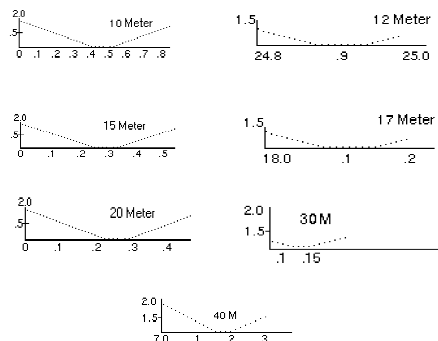 10 Meter
2.0
.5
0 .1 .2 .3 .4 .5 .6 .7 .8
12 Meter
1.5
24.8 .9 25.0
15 Meter
2.0
.5
0 .1 .2 .3 .4 .5
17 Meter
1.5
18.0 .1 .2
20 Meter
2.0
.5
0 .1 .2 .3 .4
30 M
2.0
1.5
.1 .15
40 M
2.0
1.5
7.0 .1 .2 .3